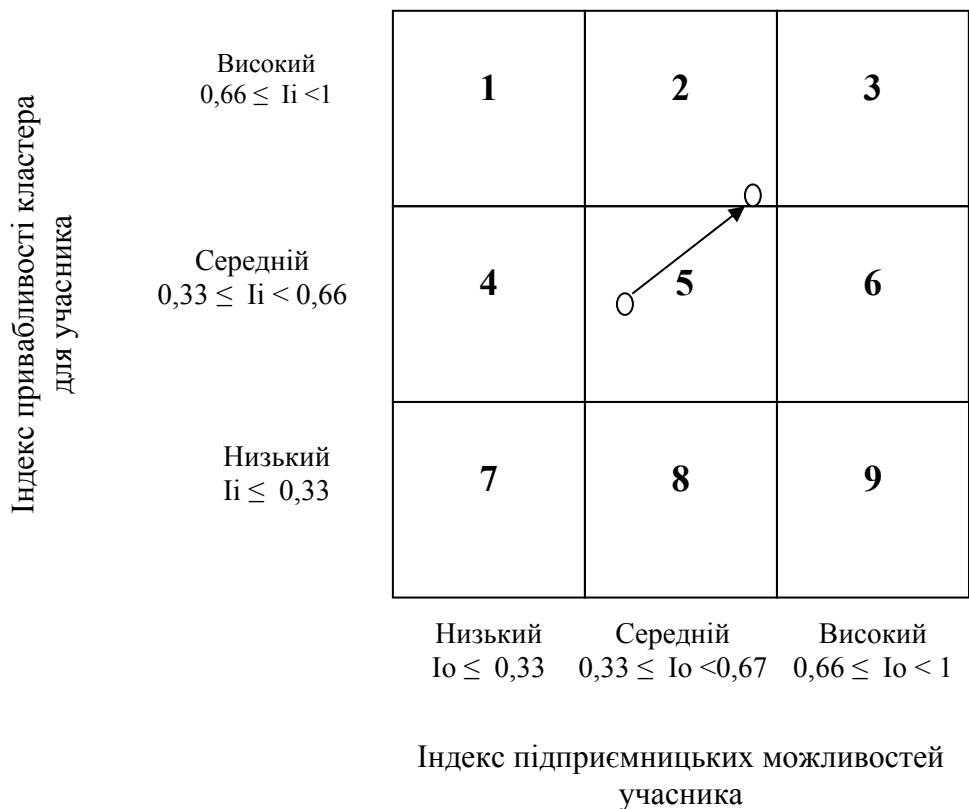 Індекс привабливості кластера
для учасника
Високий
0,66 ≤ Ii <1
1
2
3
Середній
0,33 ≤ Ii < 0,66
4
5
6
Низький
Ii ≤ 0,33
7
8
9
Низький
Io ≤ 0,33
Середній
0,33 ≤ Io <0,67
Високий
0,66 ≤ Io < 1
Індекс підприємницьких можливостей
учасника